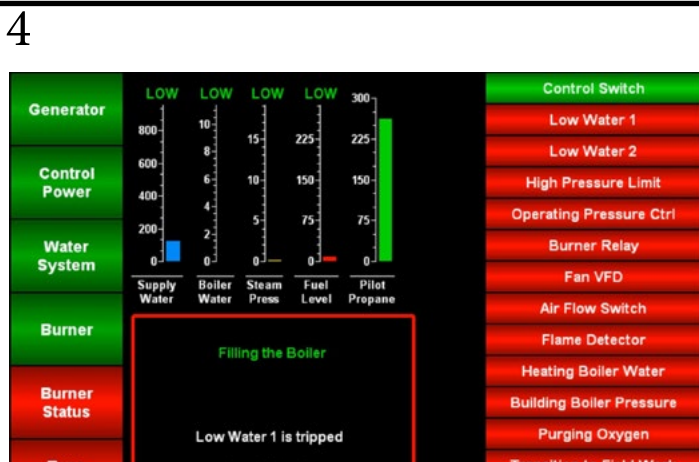 4
LOW LOW LOW LOW
300
800
600
400
200
0
10
8
6
4
2
0
15
10
5
0
225
150
75
0
225
150
75
0
Supply Water
Boiler Water
Steam Press
Fuel Level
Pilot Propane
Generator
Control
Power
Water
System
Burner
Burner
Status
Filling the Boiler
Low Water 1 is tripped
Control Switch
Low Water 1
Low Water 2
High Pressure Limit
Operating Pressure Ctrl
Burner Relay
Fan VFD
Air Flow Switch
Flame Detector
Heating Boiler Water
Building Boiler Pressure
Purging Oxygen